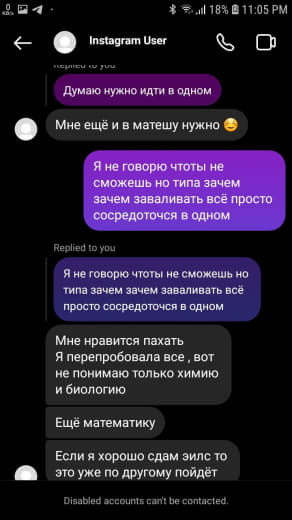 0
KB/s
18% 11:05 PM
Instagram User
Replied to you
Думаю нужно идти в одном
Мне ещё и в матешу нужно 😊
Я не говорю чтоты не
сможешь но типа зачем
зачем заваливать всё просто
сосредоточся в одном
Replied to you
Я не говорю чтоты не сможешь но
типа зачем зачем заваливать всё
просто сосредоточся в одном
Мне нравится пахать
Я перепробовала все , вот
не понимаю только химию
и биологию
Ещё математику
Если я хорошо сдам эилс то
это уже по другому пойдёт
Disabled accounts can't be contacted.